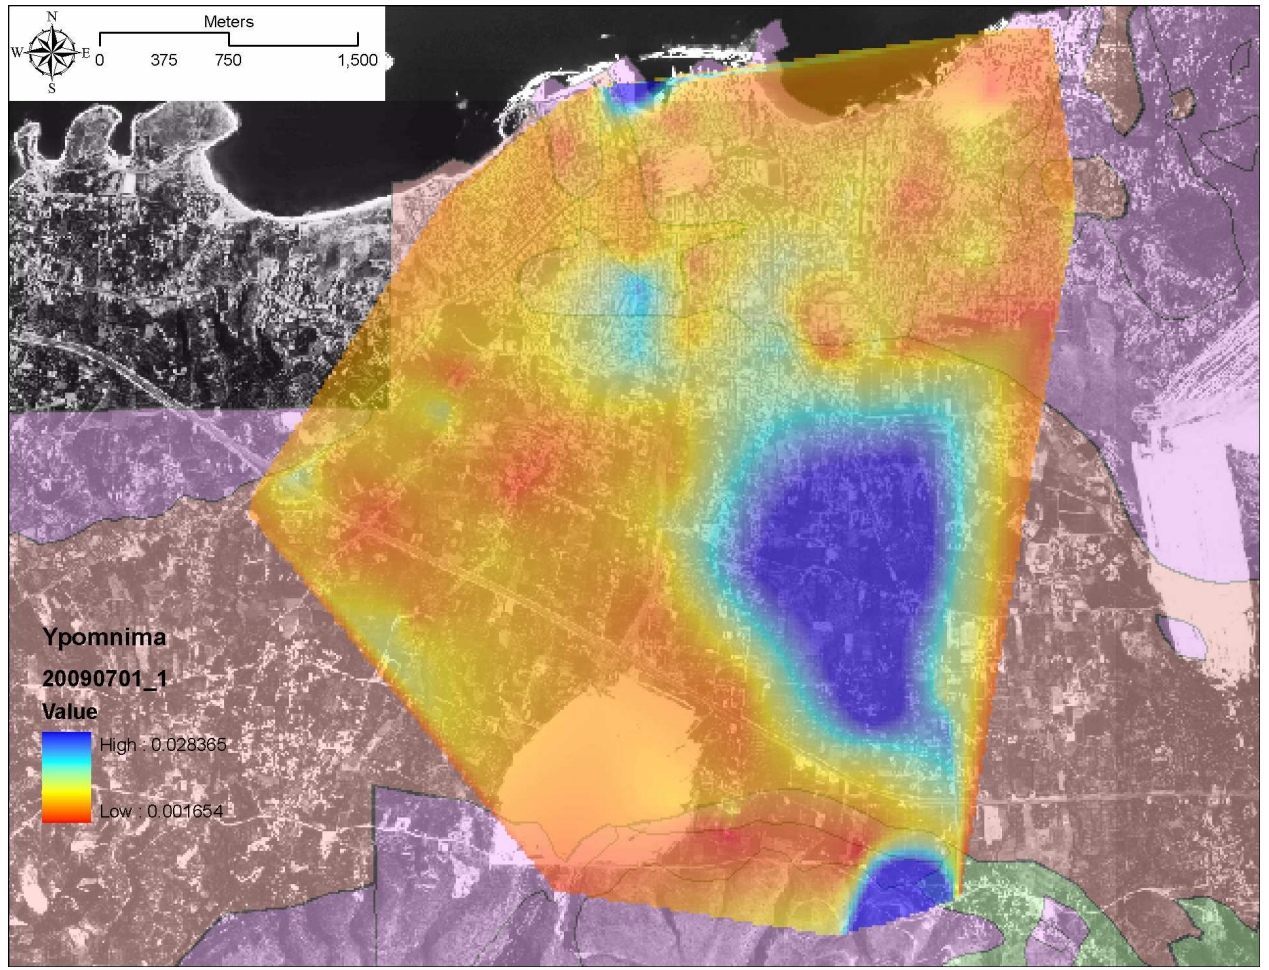 N
W E
S
Meters
0 375 750 1,500
Ypomnima
20090701_1
Value
High : 0.028365
Low : 0.001654